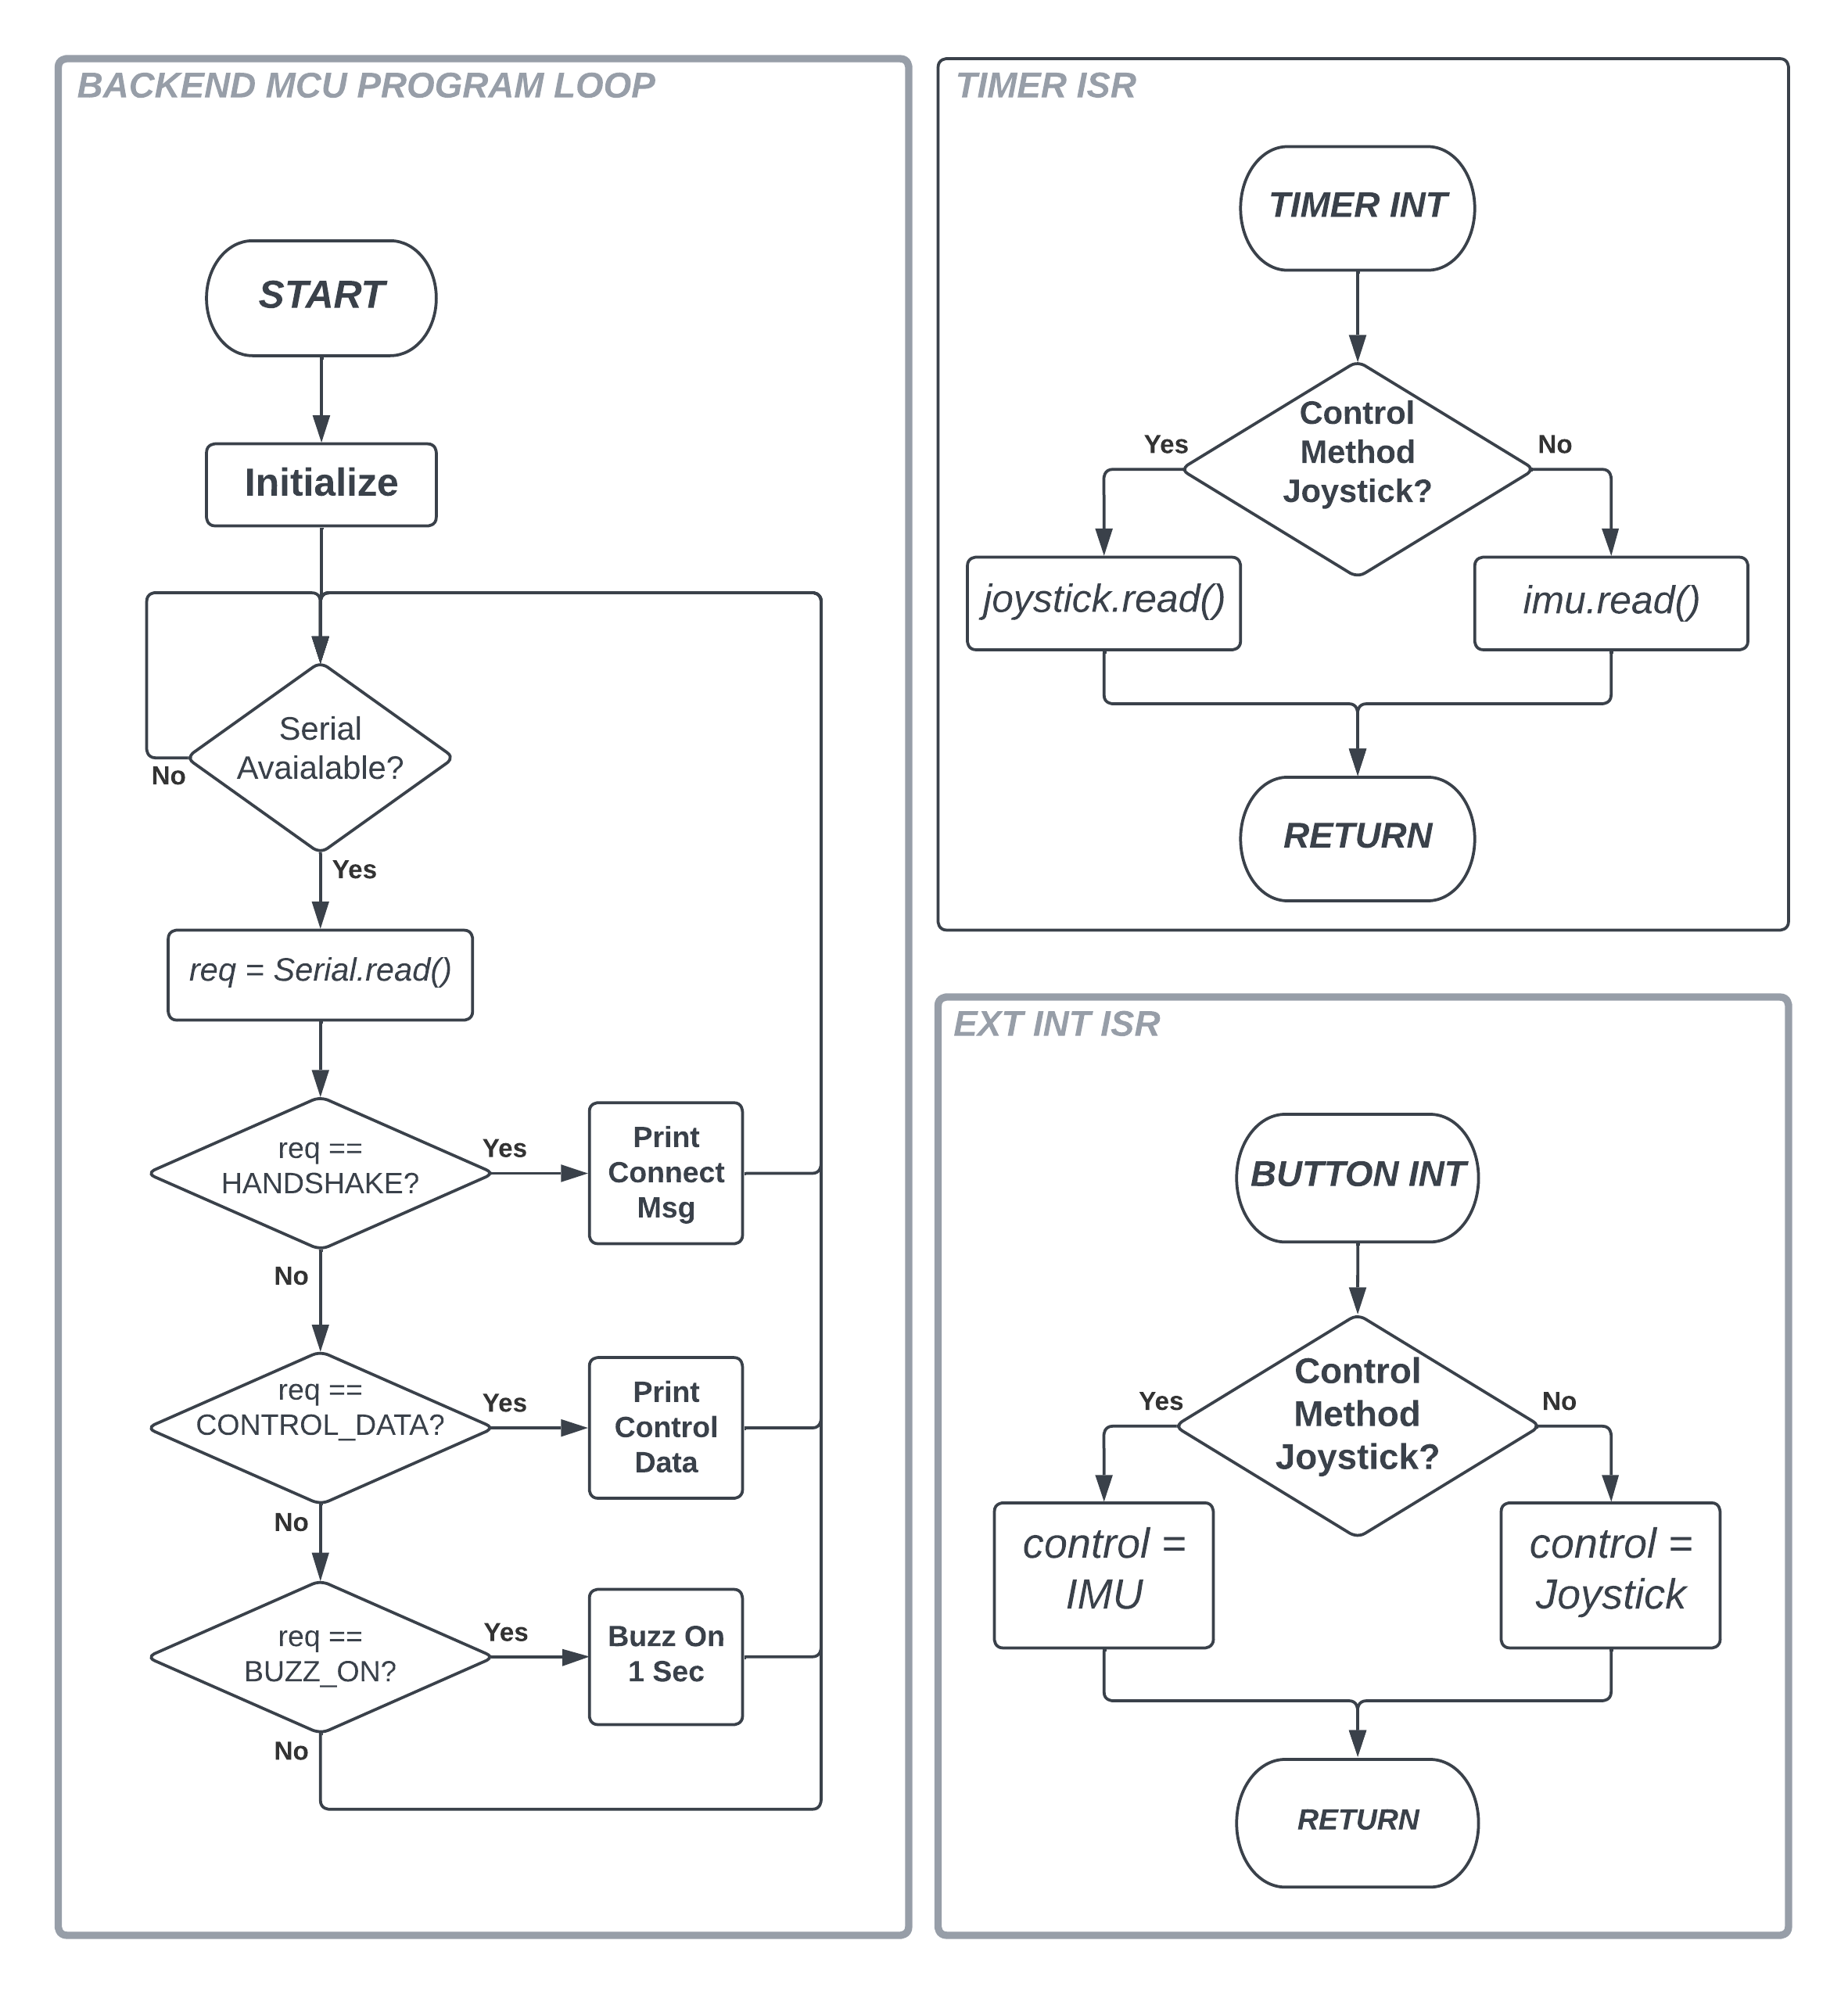 BACKEND MCU PROGRAM LOOP
START
Initialize
Serial
Avaialable?
No
Yes
req = Serial.read()
req ==
HANDSHAKE?
Yes
Print
Connect
Msg
No
req ==
CONTROL_DATA?
Yes
Print
Control
Data
No
req ==
BUZZ_ON?
Yes
Buzz On
1 Sec
No
TIMER ISR
TIMER INT
Control
Method
Joystick?
Yes
No
joystick.read()
imu.read()
RETURN
EXT INT ISR
BUTTON INT
Control
Method
Joystick?
Yes
No
control =
IMU
control =
Joystick
RETURN